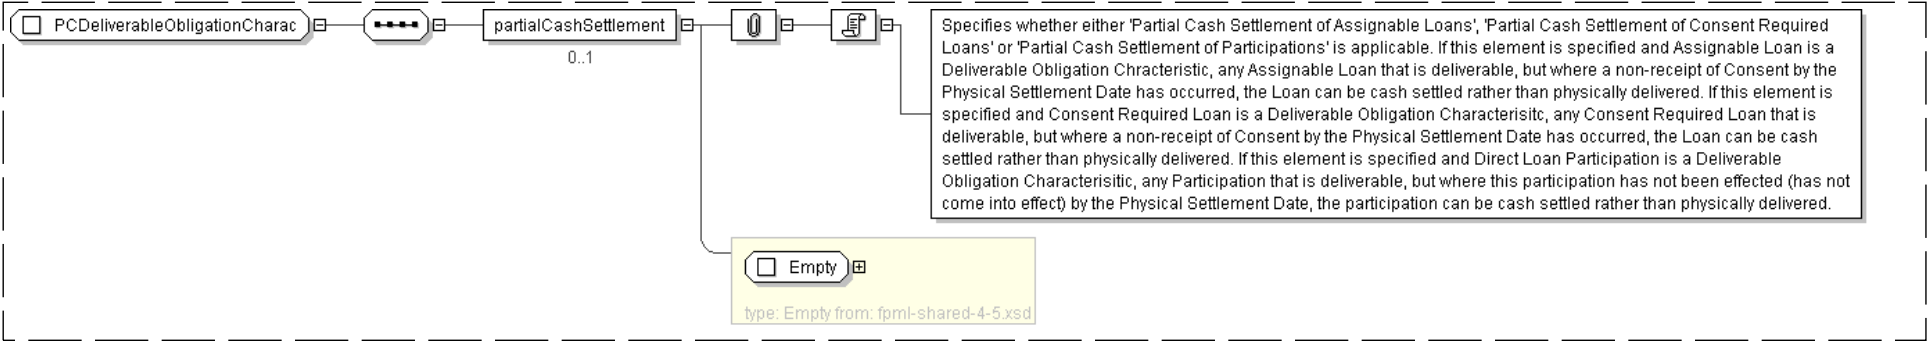 PCDeliverableObligationCharac
partialCashSettlement
0..1
Specifies whether either 'Partial Cash Settlement of Assignable Loans', 'Partial Cash Settlement of Consent Required
Loans' or 'Partial Cash Settlement of Participations' is applicable. If this element is specified and Assignable Loan is a
Deliverable Obligation Chracteristic, any Assignable Loan that is deliverable, but where a non-receipt of Consent by the
Physical Settlement Date has occurred, the Loan can be cash settled rather than physically delivered. If this element is
specified and Consent Required Loan is a Deliverable Obligation Characterisitc, any Consent Required Loan that is
deliverable, but where a non-receipt of Consent by the Physical Settlement Date has occurred, the Loan can be cash
settled rather than physically delivered. If this element is specified and Direct Loan Participation is a Deliverable
Obligation Characterisitic, any Participation that is deliverable, but where this participation has not been effected (has not
come into effect) by the Physical Settlement Date, the participation can be cash settled rather than physically delivered.
Empty
type: Empty from: fpml-shared-4-5.xsd